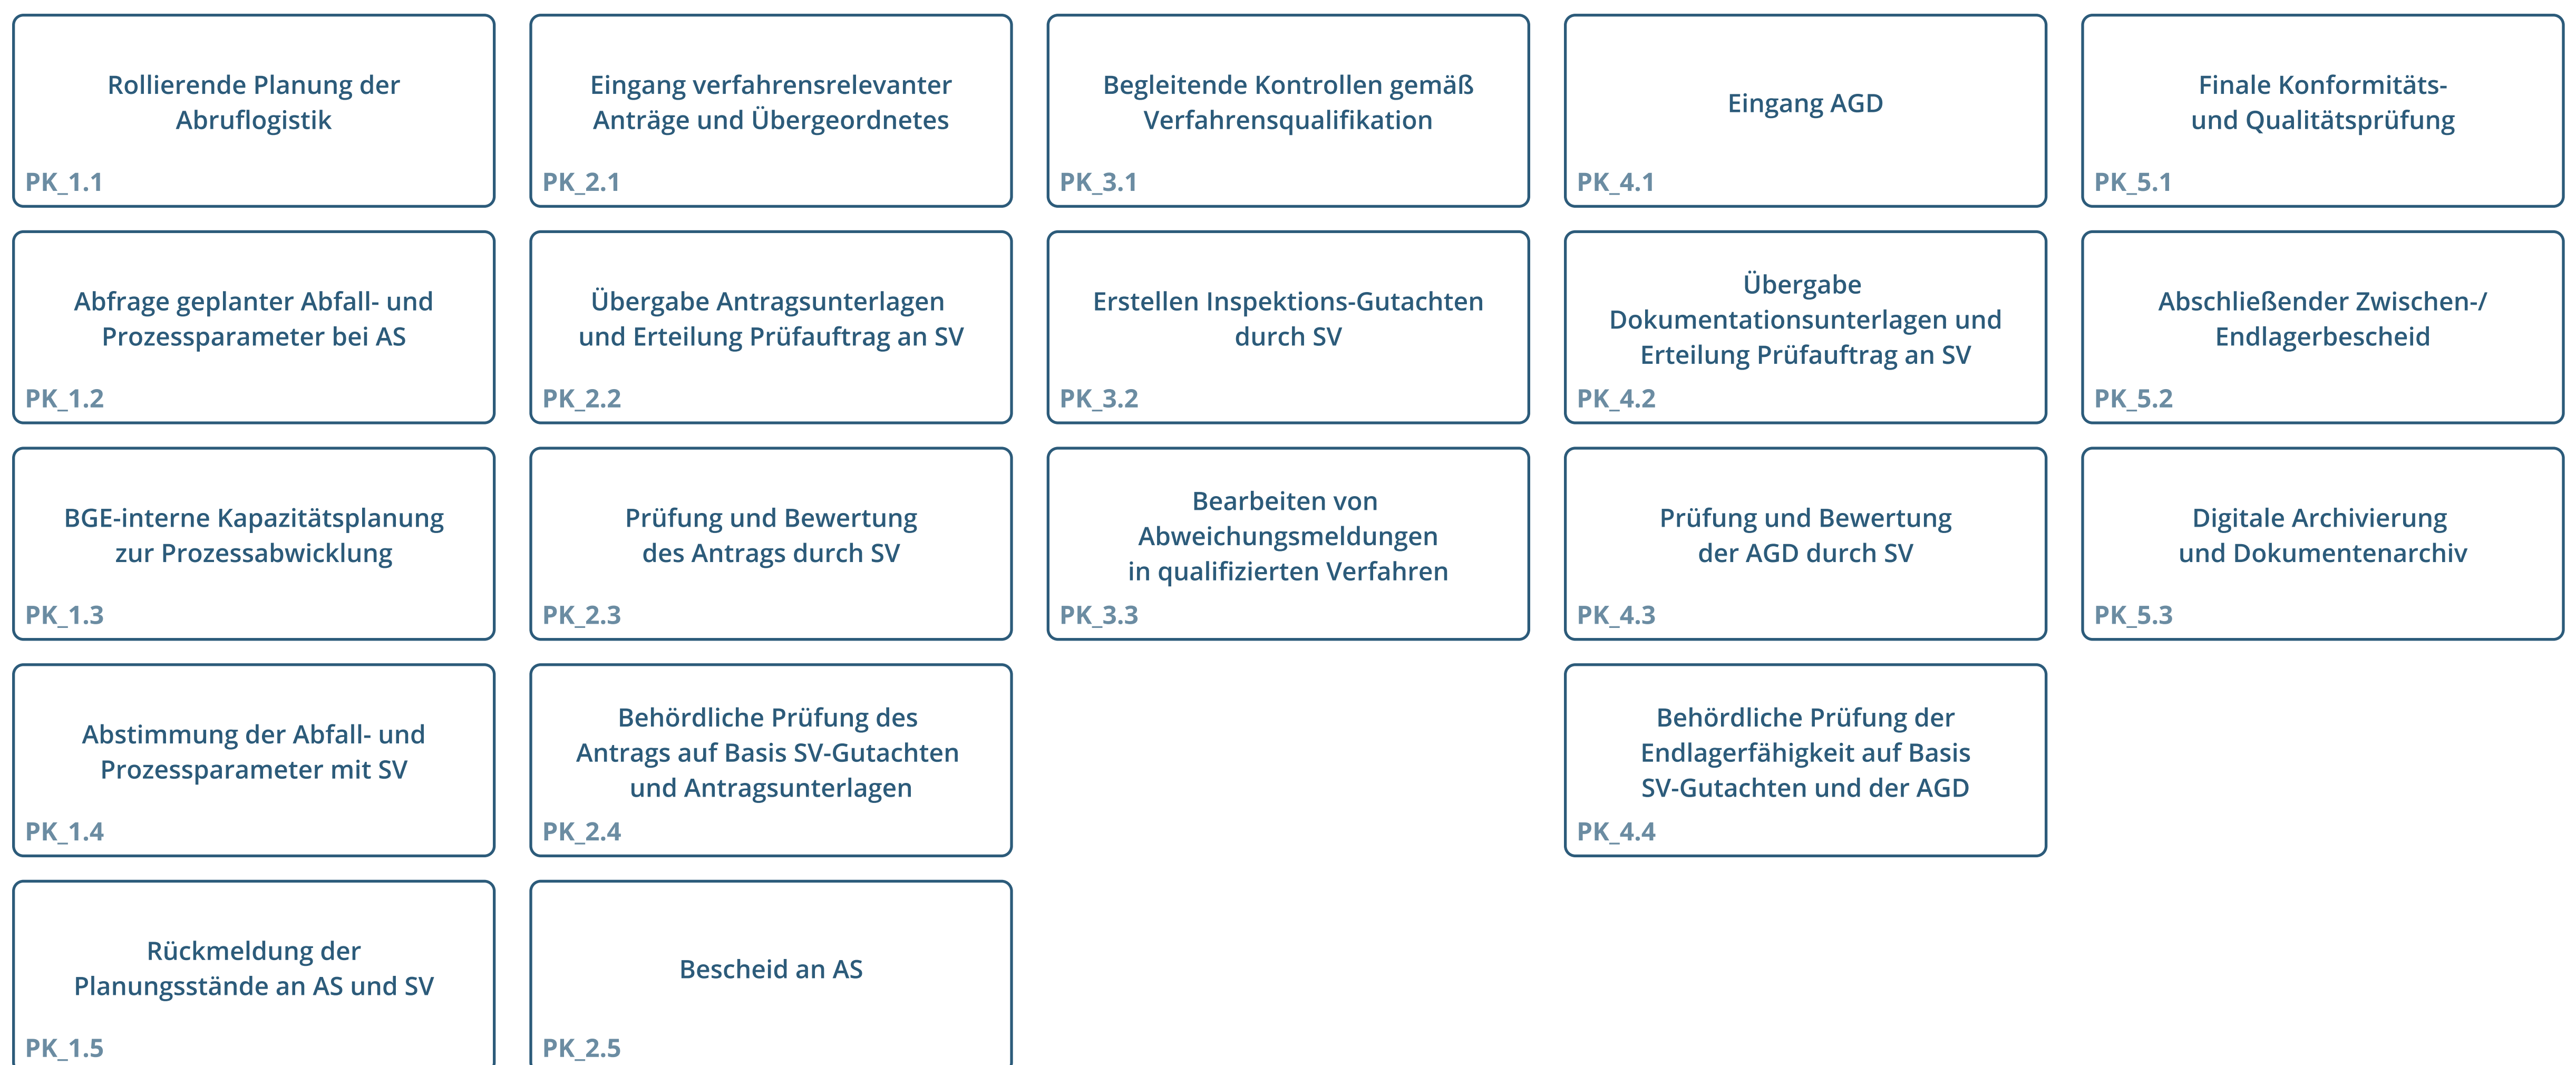 Rollierende Planung der
Abruflogistik
PK_1.1
Eingang verfahrensrelevanter
Anträge und Übergeordnetes
PK_2.1
Begleitende Kontrollen gemäß
Verfahrensqualifikation
PK_3.1
Eingang AGD
PK_4.1
Finale Konformitäts-
und Qualitätsprüfung
PK_5.1
Abfrage geplanter Abfall- und
Prozessparameter bei AS
PK_1.2
Übergabe Antragsunterlagen
und Erteilung Prüfauftrag an SV
PK_2.2
Erstellen Inspektions-Gutachten
durch SV
PK_3.2
Übergabe
Dokumentationsunterlagen und
Erteilung Prüfauftrag an SV
PK_4.2
Abschließender Zwischen-/
Endlagerbescheid
PK_5.2
BGE-interne Kapazitätsplanung
zur Prozessabwicklung
PK_1.3
Prüfung und Bewertung
des Antrags durch SV
PK_2.3
Bearbeiten von
Abweichungsmeldungen
in qualifizierten Verfahren
PK_3.3
Prüfung und Bewertung
der AGD durch SV
PK_4.3
Digitale Archivierung
und Dokumentenarchiv
PK_5.3
Abstimmung der Abfall- und
Prozessparameter mit SV
PK_1.4
Behördliche Prüfung des
Antrags auf Basis SV-Gutachten
und Antragsunterlagen
PK_2.4
Behördliche Prüfung der
Endlagerfähigkeit auf Basis
SV-Gutachten und der AGD
PK_4.4
Rückmeldung der
Planungsstände an AS und SV
PK_1.5
Bescheid an AS
PK_2.5